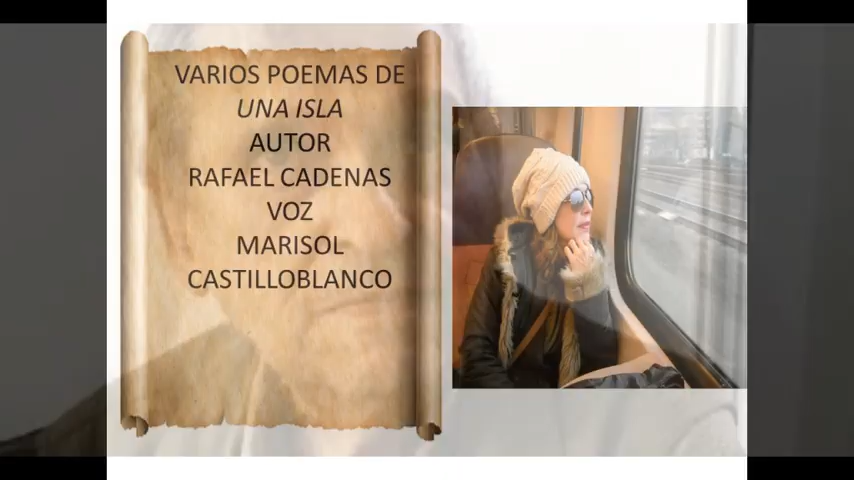 VARIOS POEMAS DE
UNA ISLA
AUTOR
RAFAEL CADENAS
VOZ
MARISOL
CASTILLOBLANCO